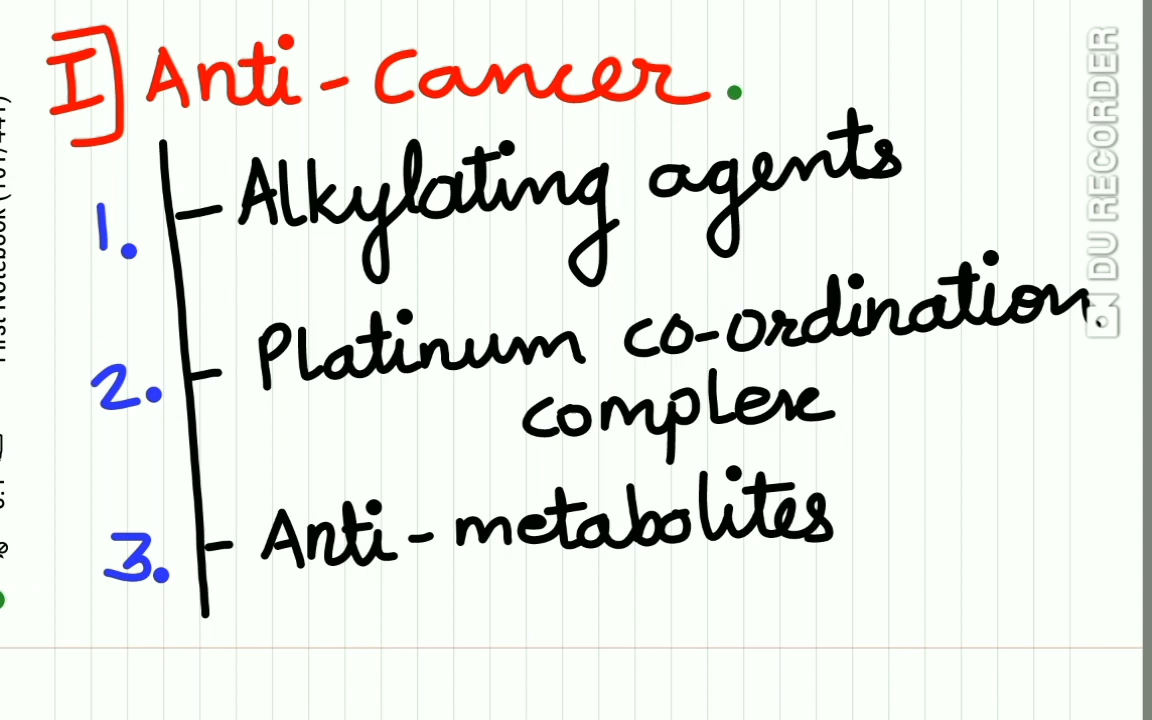 I] Anti-Cancer.
1. - Alkylating agents
2. - Platinum co-ordination
complex
3. - Anti-metabolites
DU RECORDER